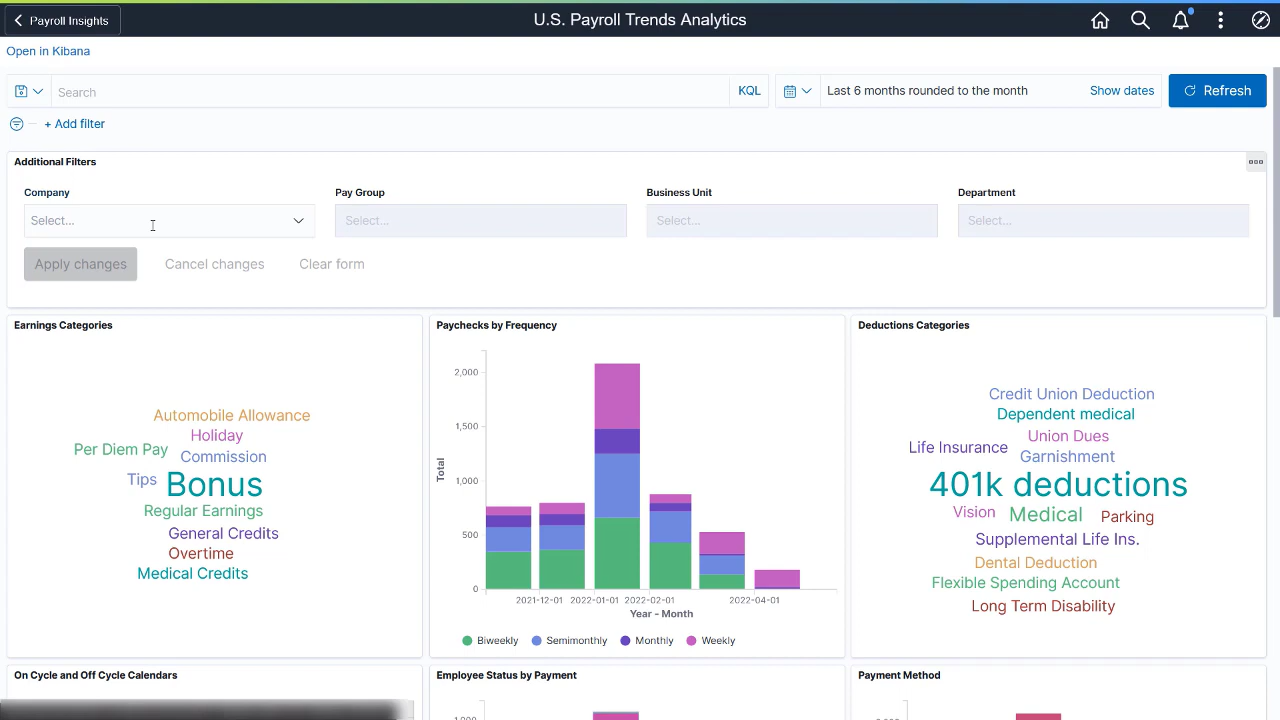 Payroll Insights
U.S. Payroll Trends Analytics
Open in Kibana
Search
KQL
Last 6 months rounded to the month
Show dates
Refresh
+ Add filter
Additional Filters
Company
Pay Group
Business Unit
Department
Select...
Select...
Select...
Select...
Apply changes
Cancel changes
Clear form
Earnings Categories
Automobile Allowance
Holiday
Per Diem Pay
Commission
Tips
Bonus
Regular Earnings
General Credits
Overtime
Medical Credits
Paychecks by Frequency
2,000
1,500
1,000
500
0
Total
2021-12-01
2022-01-01
2022-02-01
2022-04-01
Year - Month
Biweekly
Semimonthly
Monthly
Weekly
Deductions Categories
Credit Union Deduction
Dependent medical
Union Dues
Life Insurance
Garnishment
401k deductions
Vision
Medical
Parking
Supplemental Life Ins.
Dental Deduction
Flexible Spending Account
Long Term Disability
On Cycle and Off Cycle Calendars
Employee Status by Payment
Payment Method